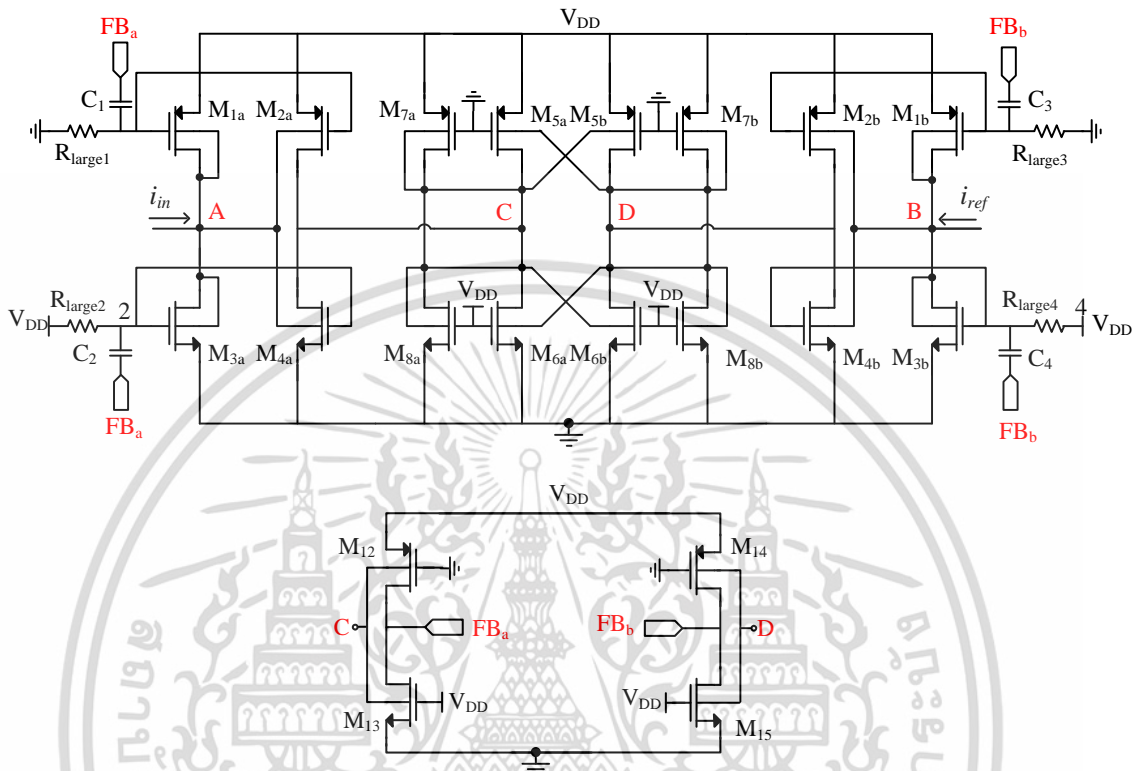 V_DD
FB_a
FB_b
C_1
M_1a
M_2a
M_7a
M_5a
M_5b
M_7b
M_2b
M_1b
C_3
R_large1
R_large3
i_in
A
C
D
B
i_ref
R_large2
2
V_DD
V_DD
V_DD
R_large4
4
V_DD
C_2
M_3a
M_4a
M_8a
M_6a
M_6b
M_8b
M_4b
M_3b
C_4
FB_a
FB_b
V_DD
M_12
M_14
C
FB_a
FB_b
D
V_DD
V_DD
M_13
M_15